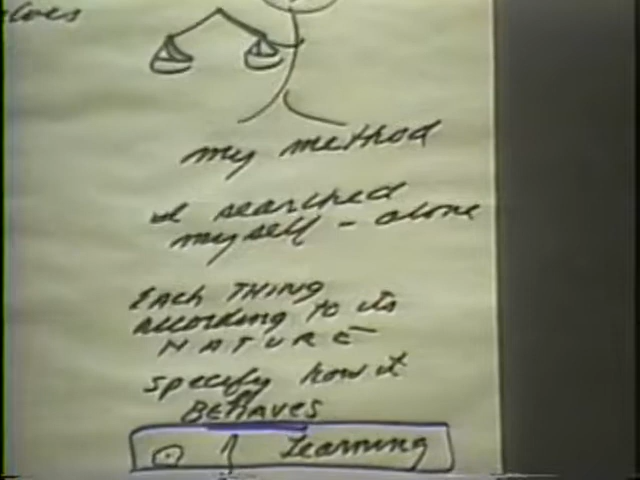 my method
I searched
myself - alone
Each THING
according to its
NATURE
specify how it
BEHAVES
Learning